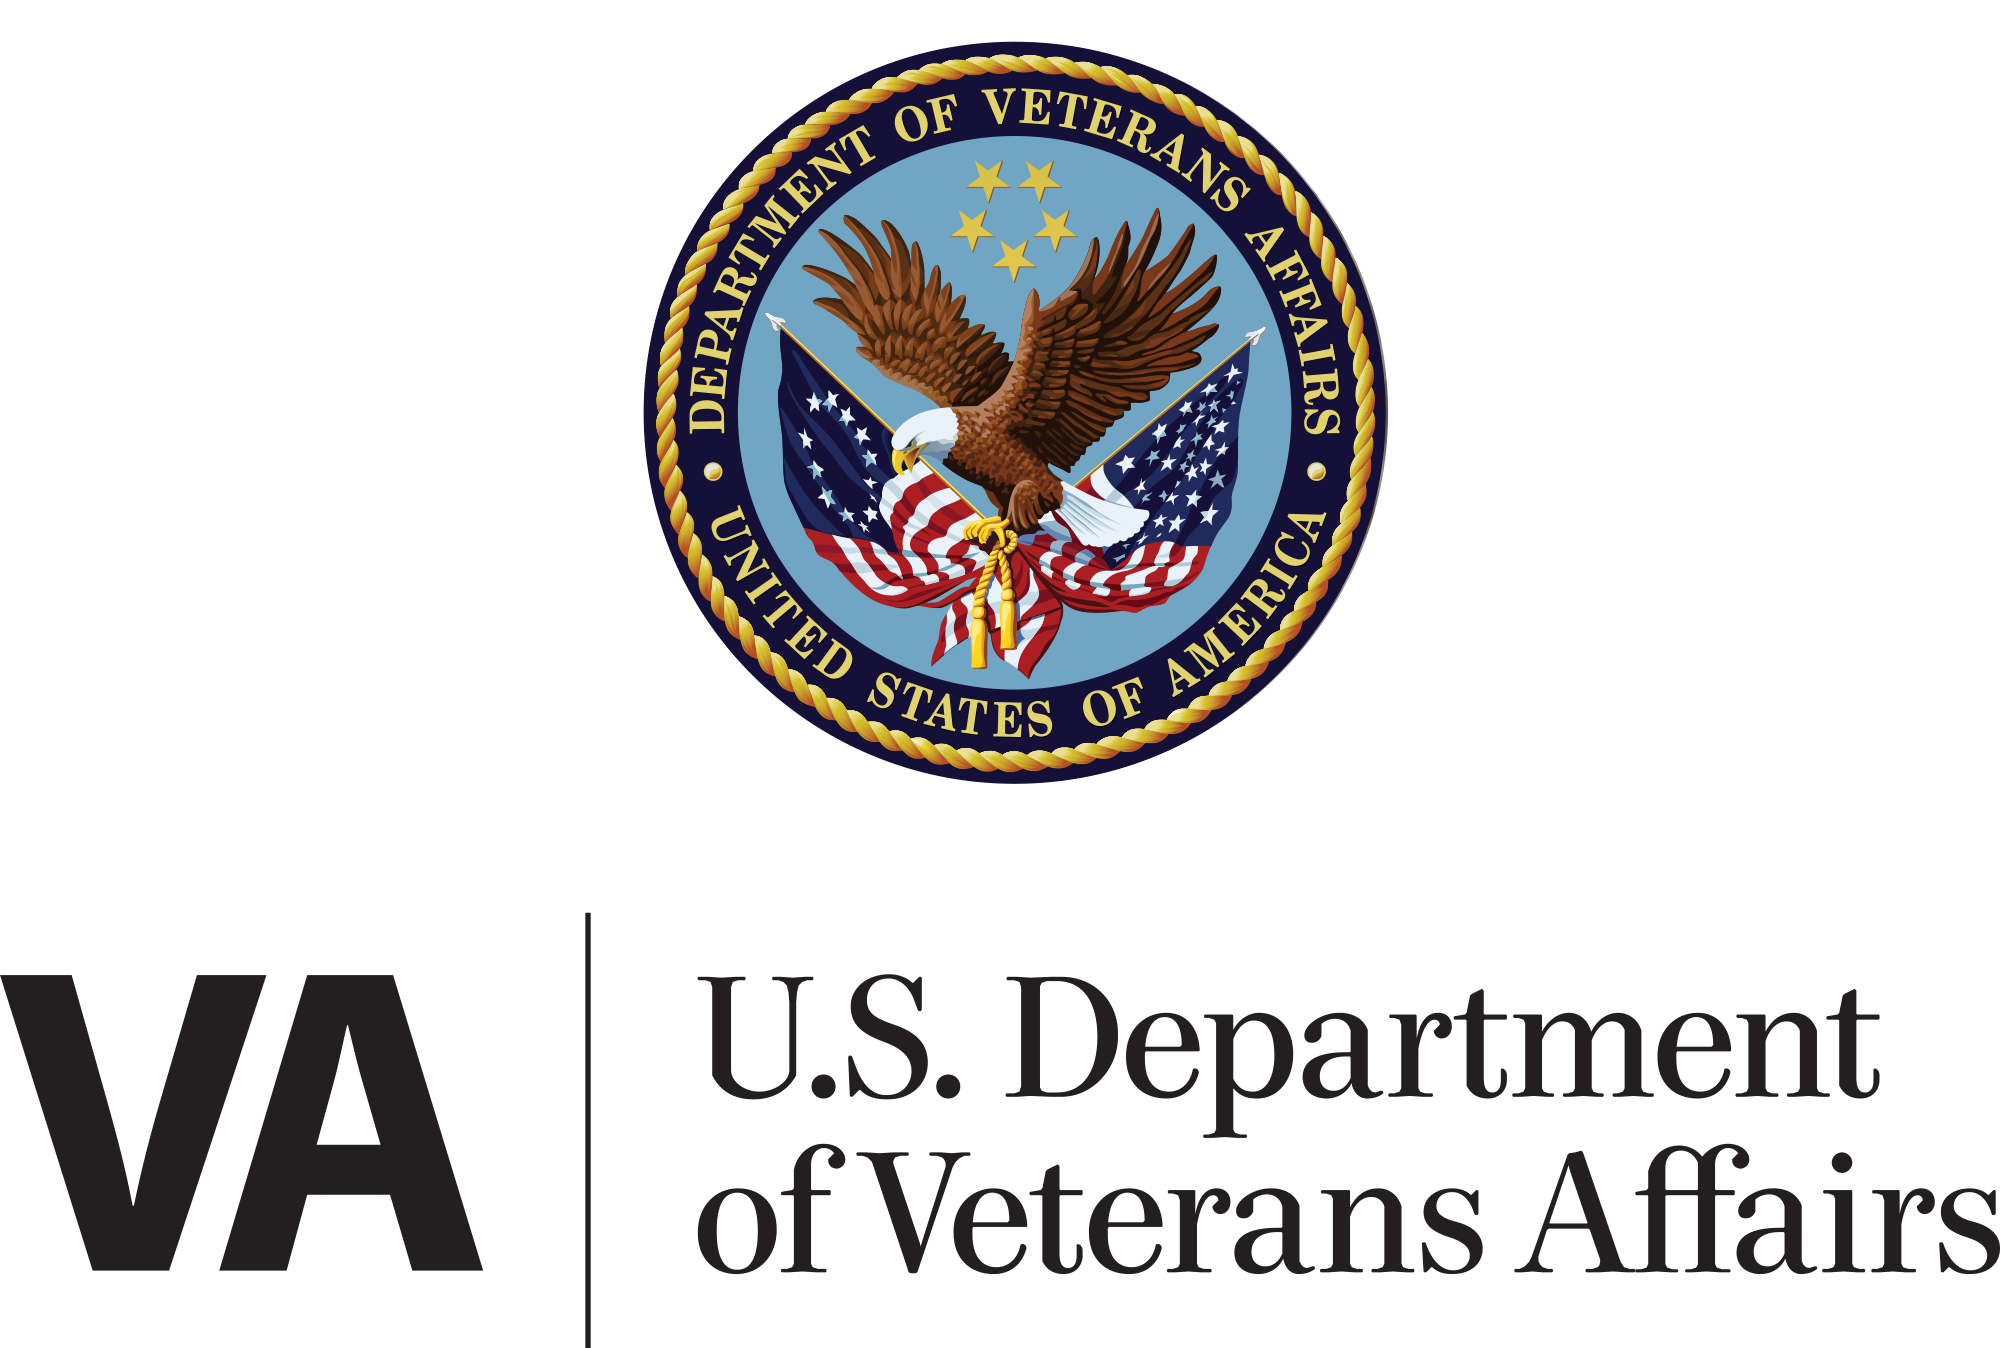 DEPARTMENT OF VETERANS AFFAIRS
UNITED STATES OF AMERICA
VA
U.S. Department
of Veterans Affairs